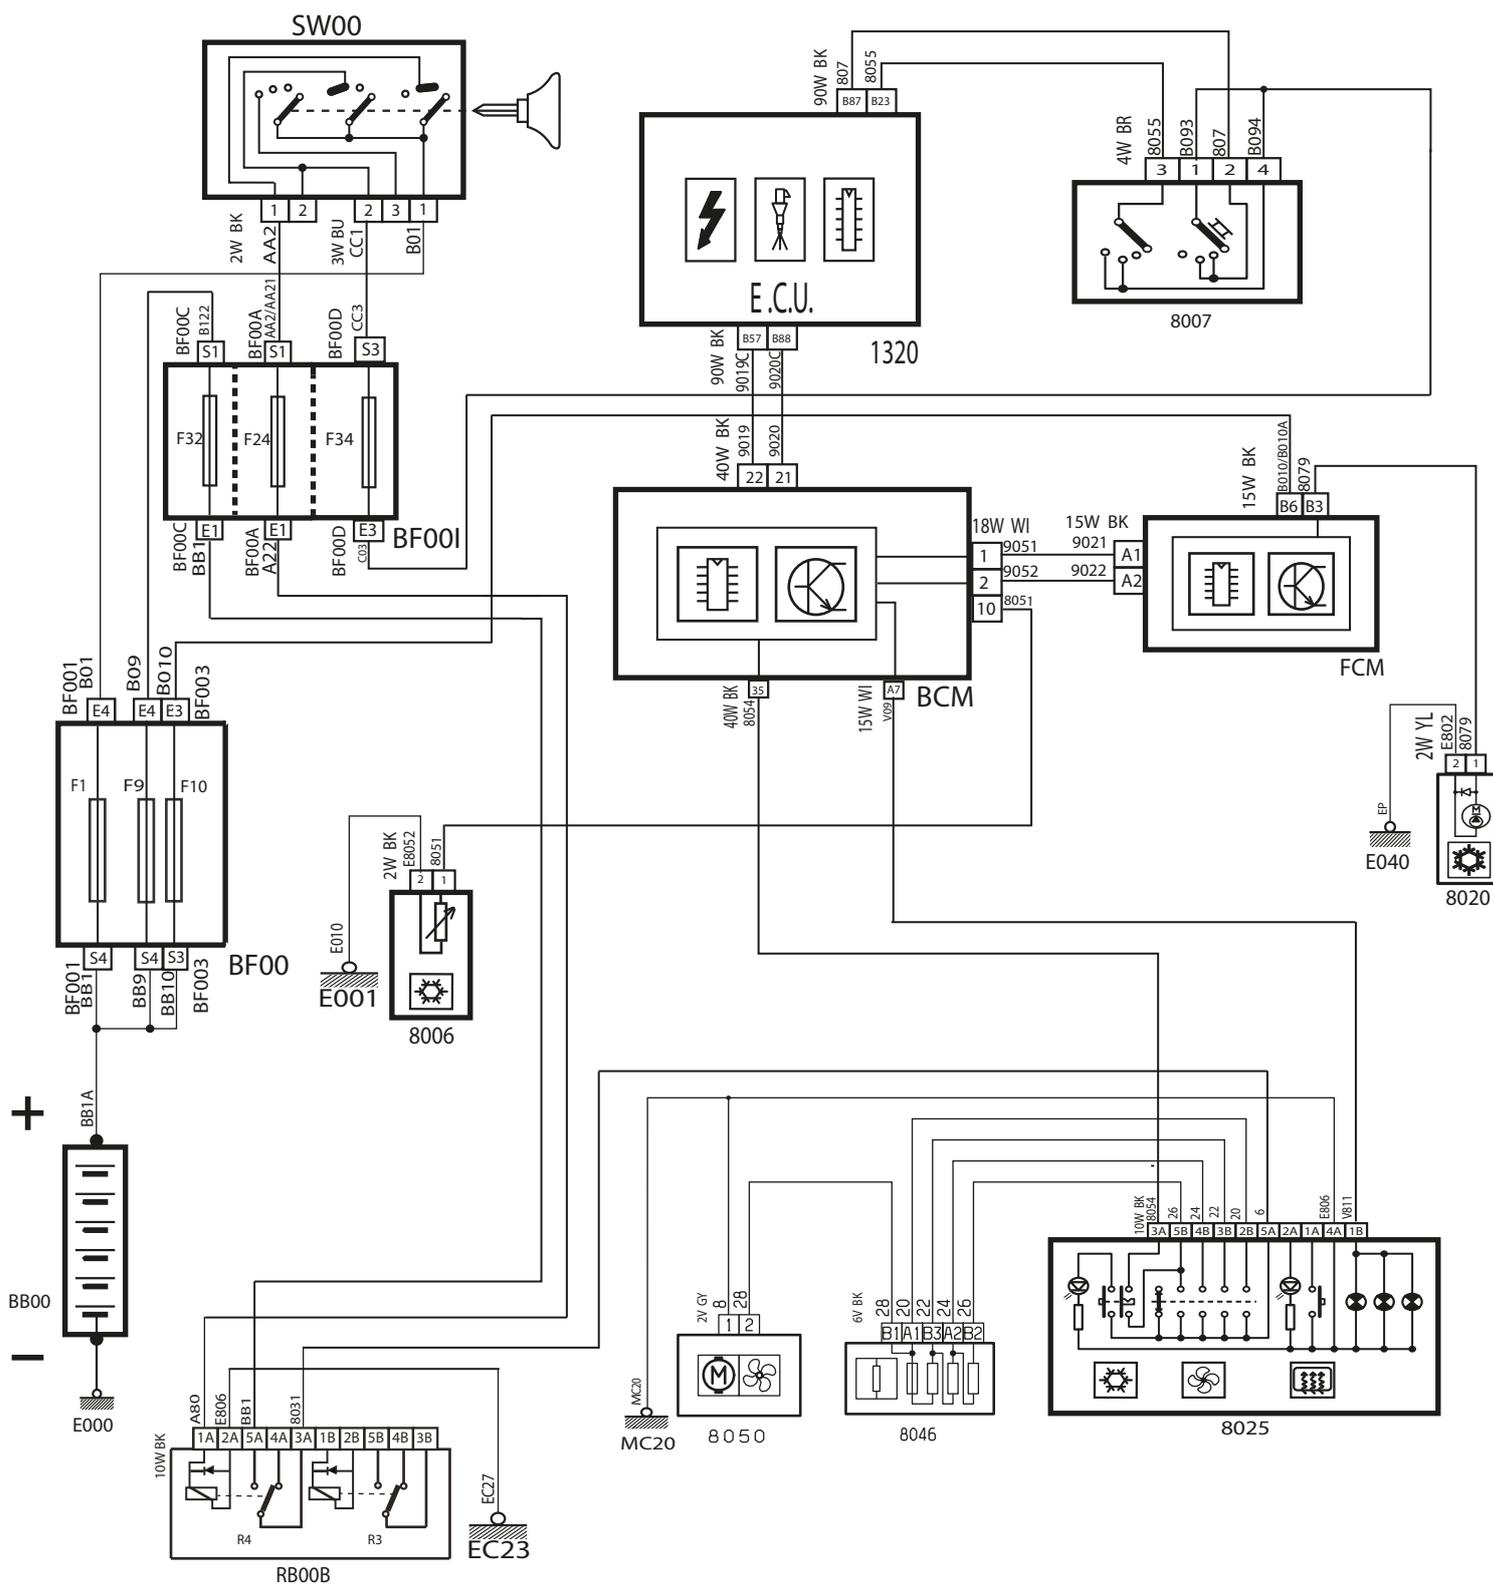 SW00
1 2 2 3 1
2W BK
AA2
3W BU
CC1
B01
BF00C
B122
BF00A
AA2/AA21
BF00D
CC3
S1 S1 S3
F32 F24 F34
E1 E1 E3
BF00I
BF00C
BB1
BF00A
A22
BF00D
C03
90W BK
807
8055
B87 B23
E.C.U.
1320
B57 B88
90W BK
9019C
9020C
4W BR
8055
B093
807
B094
3 1 2 4
8007
40W BK
9019
9020
22 21
18W WI
1 9051
2 9052
10 8051
BCM
35
40W BK
8054
A7
15W WI
V09
15W BK
9021 A1
9022 A2
15W BK
B010/B010A
8079
B6 B3
FCM
2W YL
E802
8079
2 1
EP
E040
M
8020
BF001
B01
B09
B010
BF003
E4 E4 E3
F1 F9 F10
S4 S4 S3
BF00
BF001
BB1
BB9
BB10
BF003
2W BK
E8052
8051
2 1
E010
E001
8006
+
BB1A
BB00
−
E000
10W BK
8054
26
24
22
20
6
E806
V811
3A 5B 4B 3B 2B 5A 2A 1A 4A 1B
8025
2V GY
8
28
1 2
M
8050
MC20
MC20
6V BK
28
20
22
24
26
B1 A1 B3 A2 B2
8046
10W BK
A80
E806
BB1
8031
1A 2A 5A 4A 3A 1B 2B 5B 4B 3B
R4 R3
RB00B
EC27
EC23